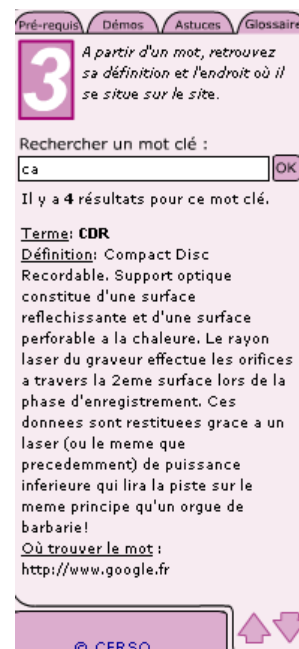 Pré-requis Démos Astuces Glossaire
3
A partir d'un mot, retrouvez
sa définition et l'endroit où il
se situe sur le site.
Rechercher un mot clé :
ca OK
Il y a 4 résultats pour ce mot clé.
Terme: CDR
Définition: Compact Disc
Recordable. Support optique
constitue d'une surface
reflechissante et d'une surface
perforable a la chaleure. Le rayon
laser du graveur effectue les orifices
a travers la 2eme surface lors de la
phase d'enregistrement. Ces
donnees sont restituees grace a un
laser (ou le meme que
precedemment) de puissance
inferieure qui lira la piste sur le
meme principe qu'un orgue de
barbarie!
Où trouver le mot :
http://www.google.fr
© CERSO